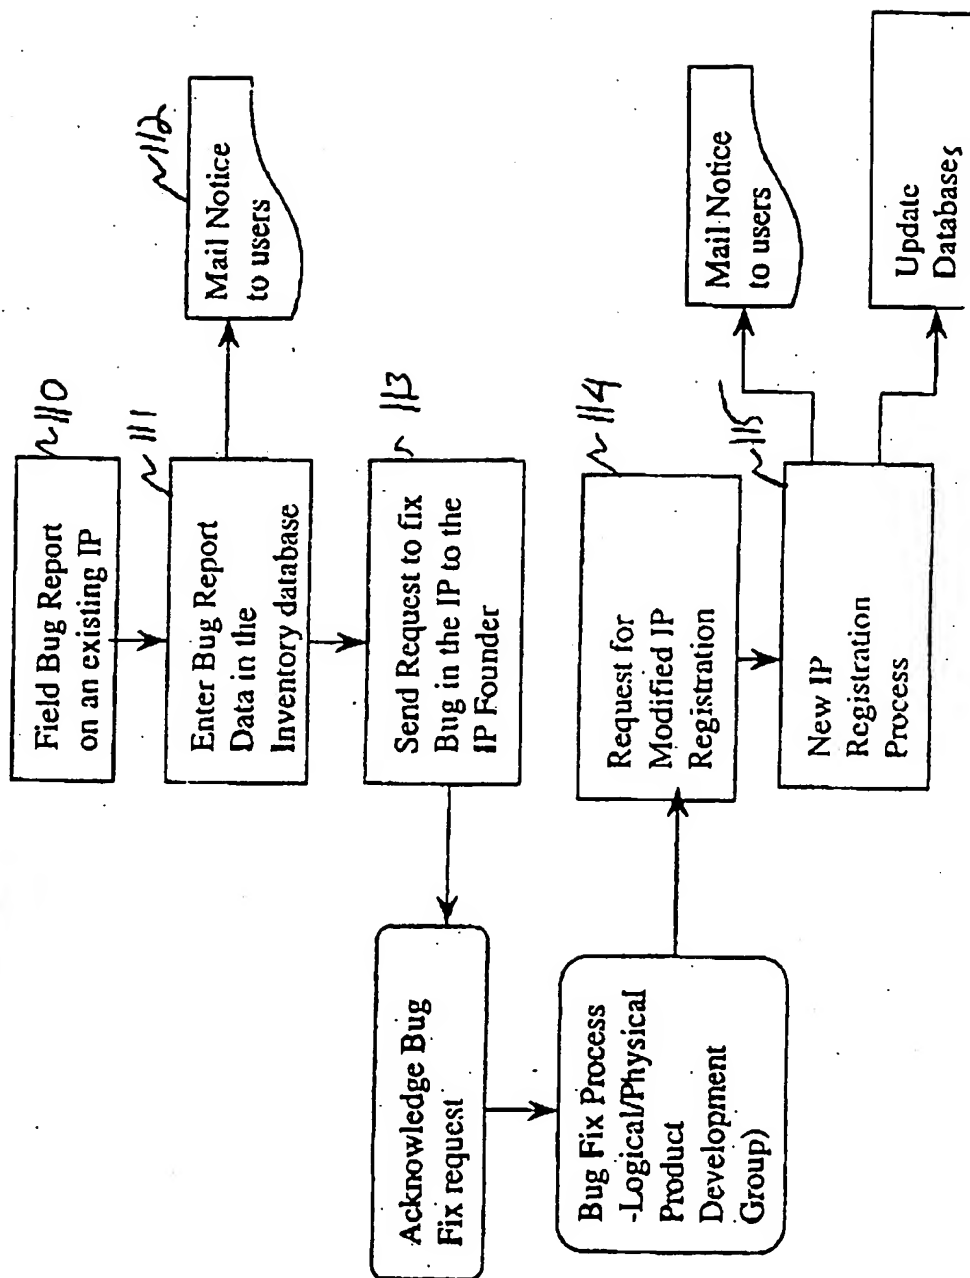 Field Bug Report
on an existing IP
~110
Enter Bug Report
Data in the
Inventory database
~111
Mail Notice
to users
~112
Send Request to fix
Bug in the IP to the
IP Founder
~113
Acknowledge Bug
Fix request
Bug Fix Process
-Logical/Physical
Product
Development
Group)
Request for
Modified IP
Registration
~114
New IP
Registration
Process
~115
Mail Notice
to users
Update
Databases